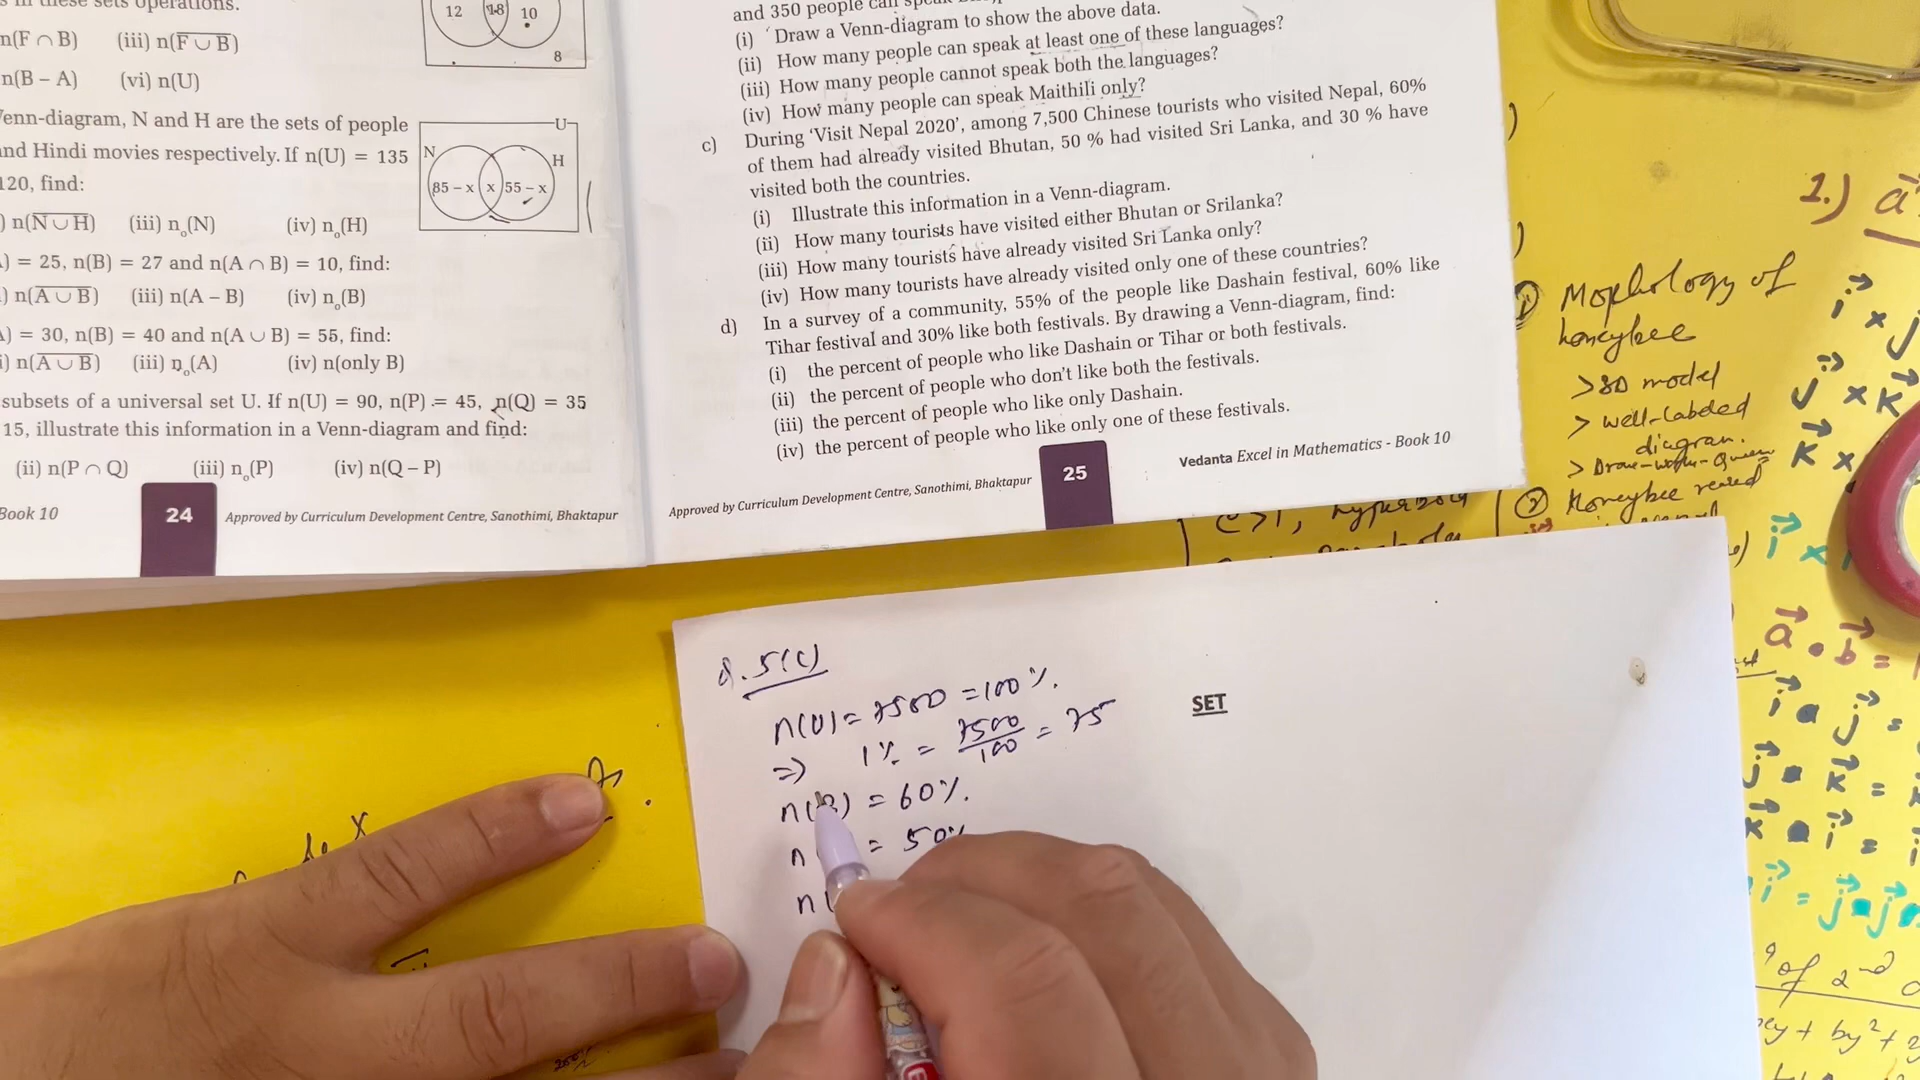 in these sets operations.
n(F ∩ B) (iii) n(F ∪ B)
n(B – A) (vi) n(U)
12 10
8
Venn-diagram, N and H are the sets of people
and Hindi movies respectively. If n(U) = 135
120, find:
) n(N ∪ H) (iii) n₀(N) (iv) n₀(H)
U
N H
85 – x x 55 – x
) = 25, n(B) = 27 and n(A ∩ B) = 10, find:
) n(A ∪ B) (iii) n(A – B) (iv) n₀(B)
) = 30, n(B) = 40 and n(A ∪ B) = 55, find:
i) n(A ∪ B) (iii) n₀(A) (iv) n(only B)
subsets of a universal set U. If n(U) = 90, n(P) = 45, n(Q) = 35
15, illustrate this information in a Venn-diagram and find:
(ii) n(P ∩ Q) (iii) n₀(P) (iv) n(Q – P)
Book 10 24 Approved by Curriculum Development Centre, Sanothimi, Bhaktapur
and 350 people can
(i) Draw a Venn-diagram to show the above data.
(ii) How many people can speak at least one of these languages?
(iii) How many people cannot speak both the languages?
(iv) How many people can speak Maithili only?
c) During 'Visit Nepal 2020', among 7,500 Chinese tourists who visited Nepal, 60%
of them had already visited Bhutan, 50 % had visited Sri Lanka, and 30 % have
visited both the countries.
(i) Illustrate this information in a Venn-diagram.
(ii) How many tourists have visited either Bhutan or Srilanka?
(iii) How many tourists have already visited Sri Lanka only?
(iv) How many tourists have already visited only one of these countries?
d) In a survey of a community, 55% of the people like Dashain festival, 60% like
Tihar festival and 30% like both festivals. By drawing a Venn-diagram, find:
(i) the percent of people who like Dashain or Tihar or both festivals.
(ii) the percent of people who don't like both the festivals.
(iii) the percent of people who like only Dashain.
(iv) the percent of people who like only one of these festivals.
Approved by Curriculum Development Centre, Sanothimi, Bhaktapur 25 Vedanta Excel in Mathematics - Book 10
Q. 5(c)
n(U) = 7500 = 100%.
⇒ 1% = 7500/100 = 75
n(B) = 60%.
n = 50%
n(
SET
1.)
① Mophology of
honeybee
> 3D model
> well-labded
diagram.
② Honeybee